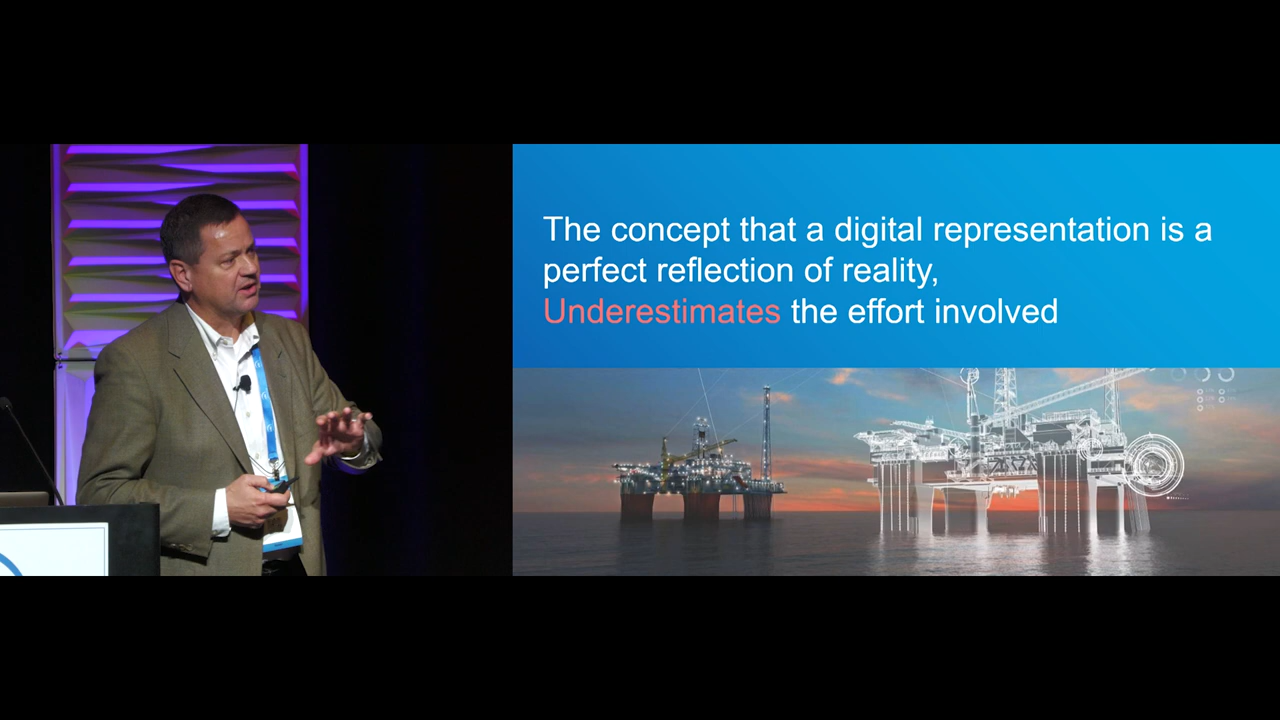 The concept that a digital representation is a
perfect reflection of reality,
Underestimates the effort involved